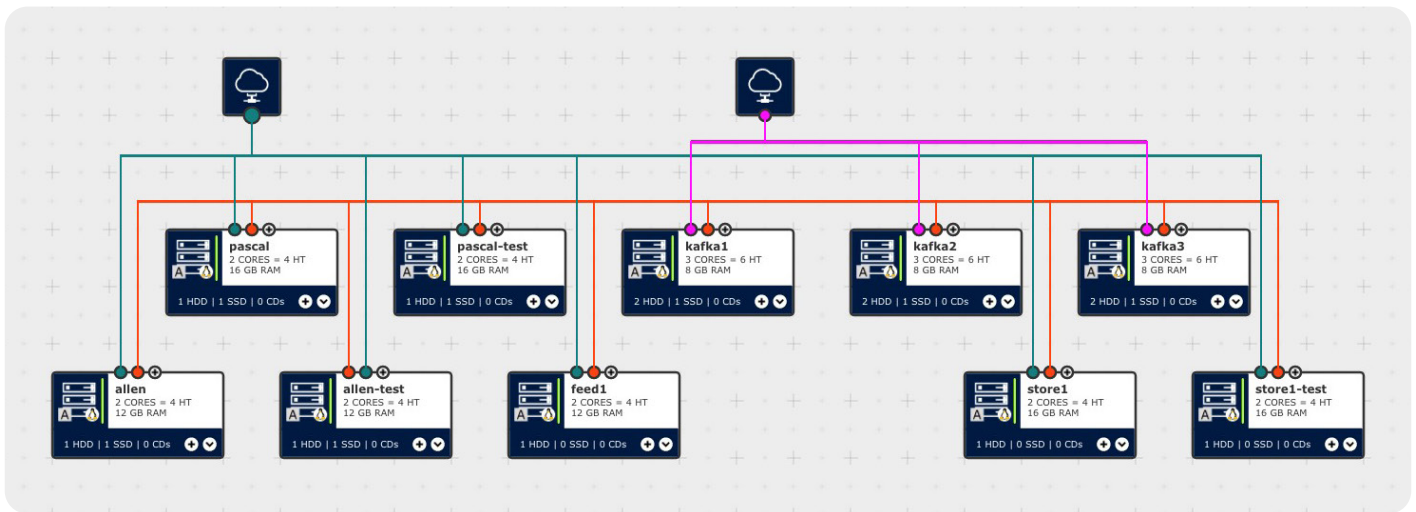 pascal
2 CORES = 4 HT
16 GB RAM
A
1 HDD | 1 SSD | 0 CDs
pascal-test
2 CORES = 4 HT
16 GB RAM
A
1 HDD | 1 SSD | 0 CDs
kafka1
3 CORES = 6 HT
8 GB RAM
A
2 HDD | 1 SSD | 0 CDs
kafka2
3 CORES = 6 HT
8 GB RAM
A
2 HDD | 1 SSD | 0 CDs
kafka3
3 CORES = 6 HT
8 GB RAM
A
2 HDD | 1 SSD | 0 CDs
allen
2 CORES = 4 HT
12 GB RAM
A
1 HDD | 1 SSD | 0 CDs
allen-test
2 CORES = 4 HT
12 GB RAM
A
1 HDD | 1 SSD | 0 CDs
feed1
2 CORES = 4 HT
12 GB RAM
A
1 HDD | 0 SSD | 0 CDs
store1
2 CORES = 4 HT
16 GB RAM
A
1 HDD | 0 SSD | 0 CDs
store1-test
2 CORES = 4 HT
16 GB RAM
A
1 HDD | 0 SSD | 0 CDs